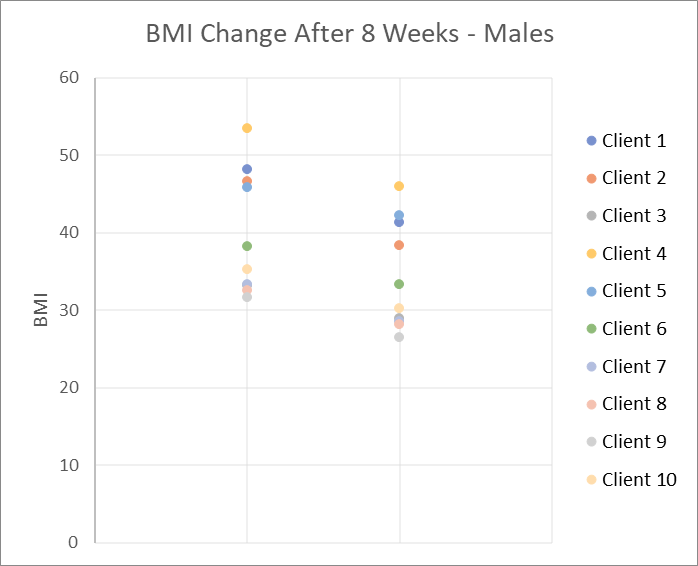 BMI Change After 8 Weeks - Males
60
50
40
30
20
10
0
BMI
Client 1
Client 2
Client 3
Client 4
Client 5
Client 6
Client 7
Client 8
Client 9
Client 10